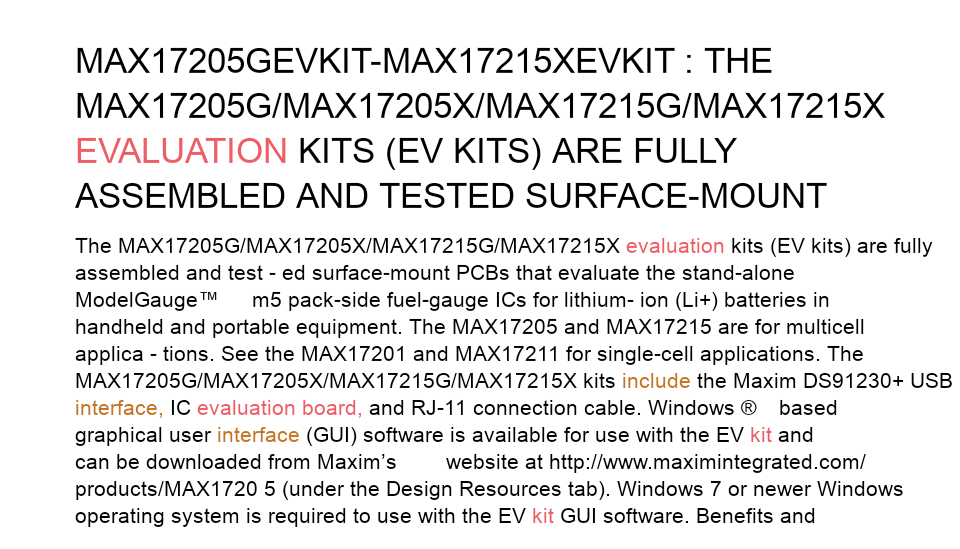 MAX17205GEVKIT-MAX17215XEVKIT : THE
MAX17205G/MAX17205X/MAX17215G/MAX17215X
EVALUATION KITS (EV KITS) ARE FULLY
ASSEMBLED AND TESTED SURFACE-MOUNT
The MAX17205G/MAX17205X/MAX17215G/MAX17215X evaluation kits (EV kits) are fully
assembled and test - ed surface-mount PCBs that evaluate the stand-alone
ModelGauge™ m5 pack-side fuel-gauge ICs for lithium- ion (Li+) batteries in
handheld and portable equipment. The MAX17205 and MAX17215 are for multicell
applica - tions. See the MAX17201 and MAX17211 for single-cell applications. The
MAX17205G/MAX17205X/MAX17215G/MAX17215X kits include the Maxim DS91230+ USB
interface, IC evaluation board, and RJ-11 connection cable. Windows ® based
graphical user interface (GUI) software is available for use with the EV kit and
can be downloaded from Maxim’s website at http://www.maximintegrated.com/
products/MAX1720 5 (under the Design Resources tab). Windows 7 or newer Windows
operating system is required to use with the EV kit GUI software. Benefits and